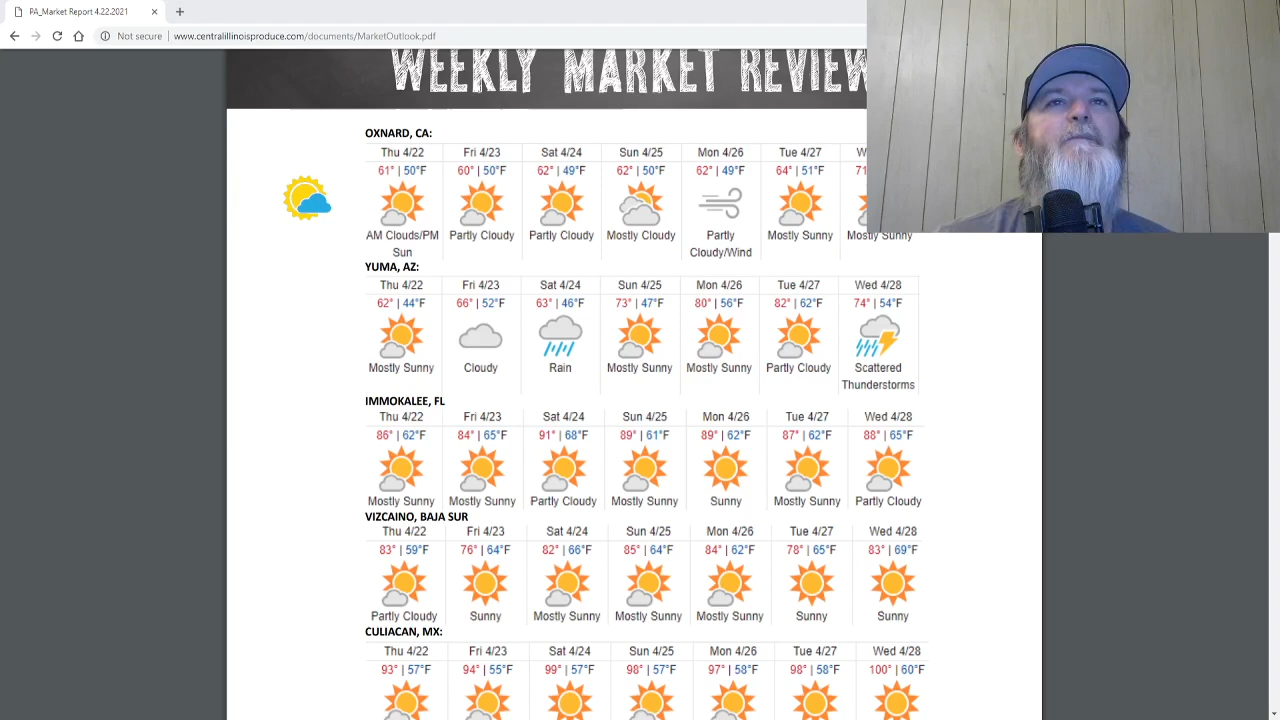 PA_Market Report 4.22.2021
Not secure | www.centralillinoisproduce.com/documents/MarketOutlook.pdf
WEEKLY MARKET REVIEW
OXNARD, CA:
Thu 4/22 Fri 4/23 Sat 4/24 Sun 4/25 Mon 4/26 Tue 4/27
61° | 50°F 60° | 50°F 62° | 49°F 62° | 50°F 62° | 49°F 64° | 51°F 71
AM Clouds/PM Partly Cloudy Partly Cloudy Mostly Cloudy Partly Mostly Sunny Mostly Sunny
Sun Cloudy/Wind
YUMA, AZ:
Thu 4/22 Fri 4/23 Sat 4/24 Sun 4/25 Mon 4/26 Tue 4/27 Wed 4/28
62° | 44°F 66° | 52°F 63° | 46°F 73° | 47°F 80° | 56°F 82° | 62°F 74° | 54°F
Mostly Sunny Cloudy Rain Mostly Sunny Mostly Sunny Partly Cloudy Scattered
Thunderstorms
IMMOKALEE, FL
Thu 4/22 Fri 4/23 Sat 4/24 Sun 4/25 Mon 4/26 Tue 4/27 Wed 4/28
86° | 62°F 84° | 65°F 91° | 68°F 89° | 61°F 89° | 62°F 87° | 62°F 88° | 65°F
Mostly Sunny Mostly Sunny Partly Cloudy Mostly Sunny Sunny Mostly Sunny Partly Cloudy
VIZCAINO, BAJA SUR
Thu 4/22 Fri 4/23 Sat 4/24 Sun 4/25 Mon 4/26 Tue 4/27 Wed 4/28
83° | 59°F 76° | 64°F 82° | 66°F 85° | 64°F 84° | 62°F 78° | 65°F 83° | 69°F
Partly Cloudy Sunny Mostly Sunny Mostly Sunny Mostly Sunny Sunny Sunny
CULIACAN, MX:
Thu 4/22 Fri 4/23 Sat 4/24 Sun 4/25 Mon 4/26 Tue 4/27 Wed 4/28
93° | 57°F 94° | 55°F 99° | 57°F 98° | 57°F 97° | 58°F 98° | 58°F 100° | 60°F